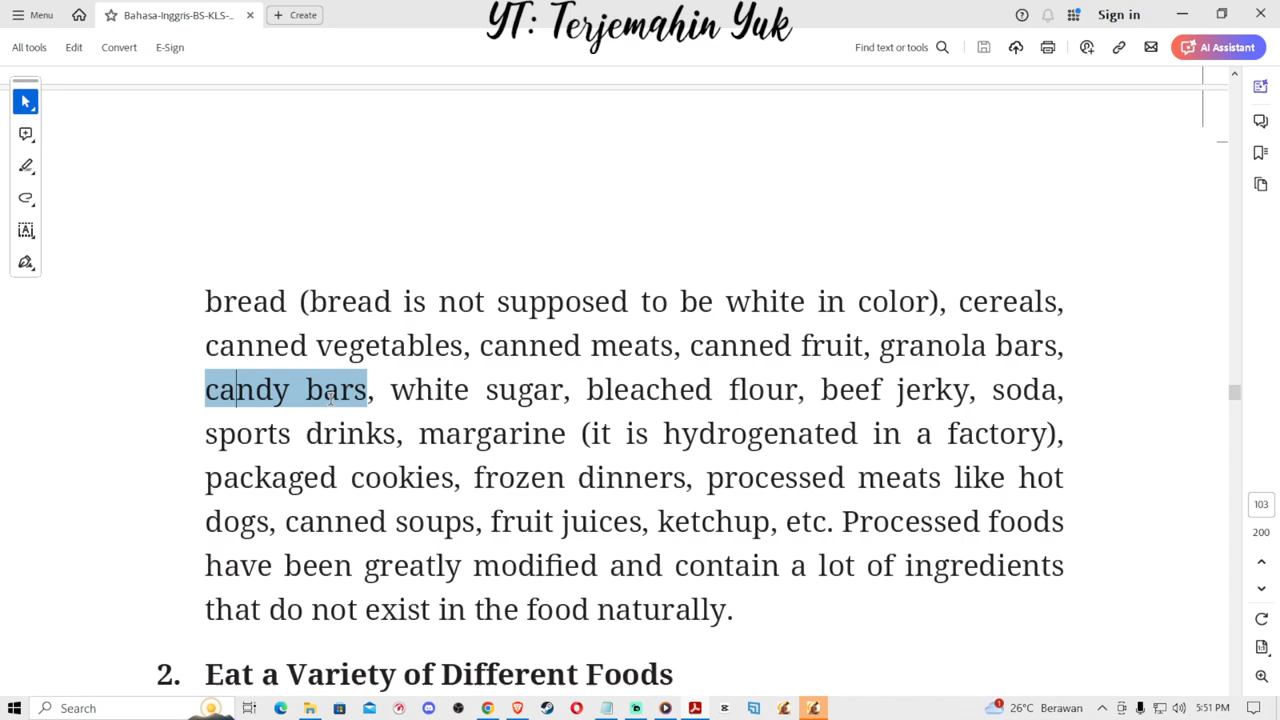 Menu
Bahasa-Inggris-BS-KLS-...
Create
YT: Terjemahin Yuk
Sign in
All tools
Edit
Convert
E-Sign
Find text or tools
AI Assistant
bread (bread is not supposed to be white in color), cereals,
canned vegetables, canned meats, canned fruit, granola bars,
candy bars, white sugar, bleached flour, beef jerky, soda,
sports drinks, margarine (it is hydrogenated in a factory),
packaged cookies, frozen dinners, processed meats like hot
dogs, canned soups, fruit juices, ketchup, etc. Processed foods
have been greatly modified and contain a lot of ingredients
that do not exist in the food naturally.
2. Eat a Variety of Different Foods
103
200
Search
1
26°C Berawan
5:51 PM